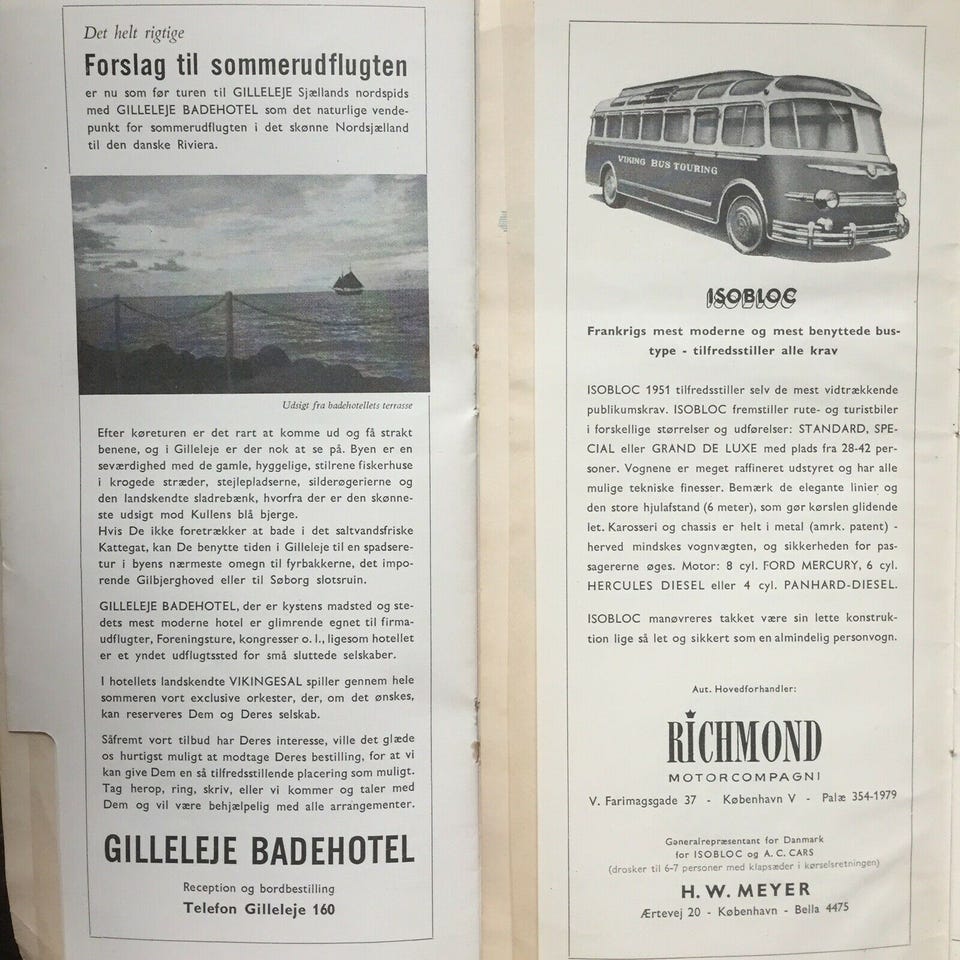 Det helt rigtige
Forslag til sommerudflugten
er nu som før turen til GILLELEJE Sjællands nordspids
med GILLELEJE BADEHOTEL som det naturlige vende-
punkt for sommerudflugten i det skønne Nordsjælland
til den danske Riviera.
Udsigt fra badehotellets terrasse
Efter køreturen er det rart at komme ud og få strakt
benene, og i Gilleleje er der nok at se på. Byen er en
seværdighed med de gamle, hyggelige, stilrene fiskerhuse
i krogede stræder, stejlepladserne, silderøgerierne og
den landskendte sladrebænk, hvorfra der er den skønne-
ste udsigt mod Kullens blå bjerge.
Hvis De ikke foretrækker at bade i det saltvandsfriske
Kattegat, kan De benytte tiden i Gilleleje til en spadsere-
tur i byens nærmeste omegn til fyrbakkerne, det impo-
rende Gilbjerghoved eller til Søborg slotsruin.
GILLELEJE BADEHOTEL, der er kystens madsted og ste-
dets mest moderne hotel er glimrende egnet til firma-
udflugter, Foreningsture, kongresser o. l., ligesom hotellet
er et yndet udflugtssted for små sluttede selskaber.
I hotellets landskendte VIKINGESAL spiller gennem hele
sommeren vort exclusive orkester, der, om det ønskes,
kan reserveres Dem og Deres selskab.
Såfremt vort tilbud har Deres interesse, ville det glæde
os hurtigst muligt at modtage Deres bestilling, for at vi
kan give Dem en så tilfredsstillende placering som muligt.
Tag herop, ring, skriv, eller vi kommer og taler med
Dem og vil være behjælpelig med alle arrangementer.
GILLELEJE BADEHOTEL
Reception og bordbestilling
Telefon Gilleleje 160
VIKING BUS TOURING
ISOBLOC
Frankrigs mest moderne og mest benyttede bus-
type - tilfredsstiller alle krav
ISOBLOC 1951 tilfredsstiller selv de mest vidtrækkende
publikumskrav. ISOBLOC fremstiller rute- og turistbiler
i forskellige størrelser og udførelser: STANDARD, SPE-
CIAL eller GRAND DE LUXE med plads fra 28-42 per-
soner. Vognene er meget raffineret udstyret og har alle
mulige tekniske finesser. Bemærk de elegante linier og
den store hjulafstand (6 meter), som gør kørslen glidende
let. Karosseri og chassis er helt i metal (amrk. patent) -
herved mindskes vognvægten, og sikkerheden for pas-
sagererne øges. Motor: 8 cyl. FORD MERCURY, 6 cyl.
HERCULES DIESEL eller 4 cyl. PANHARD-DIESEL.
ISOBLOC manøvreres takket være sin lette konstruk-
tion lige så let og sikkert som en almindelig personvogn.
Aut. Hovedforhandler:
RICHMOND
MOTORCOMPAGNI
V. Farimagsgade 37 - København V - Palæ 354-1979
Generalrepræsentant for Danmark
for ISOBLOC og A. C. CARS
(drosker til 6-7 personer med klapsæder i kørselsretningen)
H. W. MEYER
Ærtevej 20 - København - Bella 4475